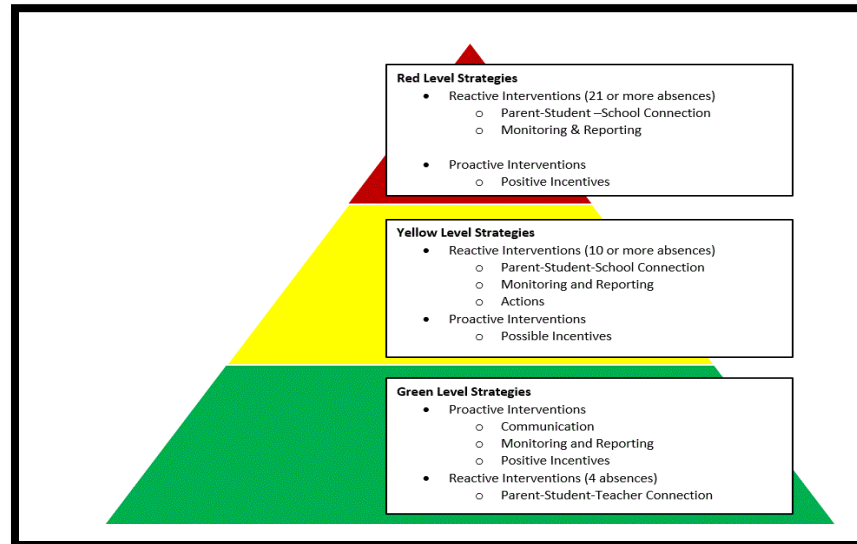 Red Level Strategies
• Reactive Interventions (21 or more absences)
o Parent-Student –School Connection
o Monitoring & Reporting
• Proactive Interventions
o Positive Incentives
Yellow Level Strategies
• Reactive Interventions (10 or more absences)
o Parent-Student-School Connection
o Monitoring and Reporting
o Actions
• Proactive Interventions
o Possible Incentives
Green Level Strategies
• Proactive Interventions
o Communication
o Monitoring and Reporting
o Positive Incentives
• Reactive Interventions (4 absences)
o Parent-Student-Teacher Connection